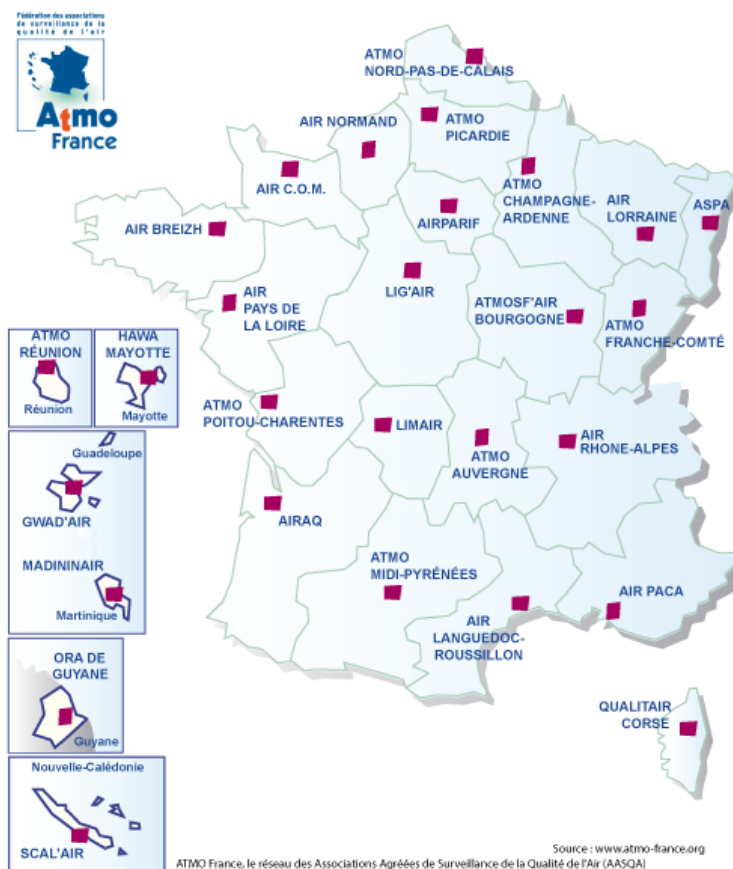 Fédération des associations
de surveillance de la
qualité de l'air
Atmo
France
ATMO
NORD-PAS-DE-CALAIS
AIR NORMAND
ATMO
PICARDIE
AIR C.O.M.
ATMO
CHAMPAGNE-
ARDENNE
AIR
LORRAINE
ASPA
AIRPARIF
AIR BREIZH
AIR
PAYS DE
LA LOIRE
LIG'AIR
ATMOSF'AIR
BOURGOGNE
ATMO
FRANCHE-COMTÉ
ATMO
RÉUNION
Réunion
HAWA
MAYOTTE
Mayotte
ATMO
POITOU-CHARENTES
LIMAIR
ATMO
AUVERGNE
AIR
RHONE-ALPES
Guadeloupe
GWAD'AIR
MADININAIR
Martinique
AIRAQ
ATMO
MIDI-PYRÉNÉES
AIR
LANGUEDOC-
ROUSSILLON
AIR PACA
ORA DE
GUYANE
Guyane
QUALITAIR
CORSE
Nouvelle-Calédonie
SCAL'AIR
Source : www.atmo-france.org
ATMO France, le réseau des Associations Agréées de Surveillance de la Qualité de l'Air (AASQA)